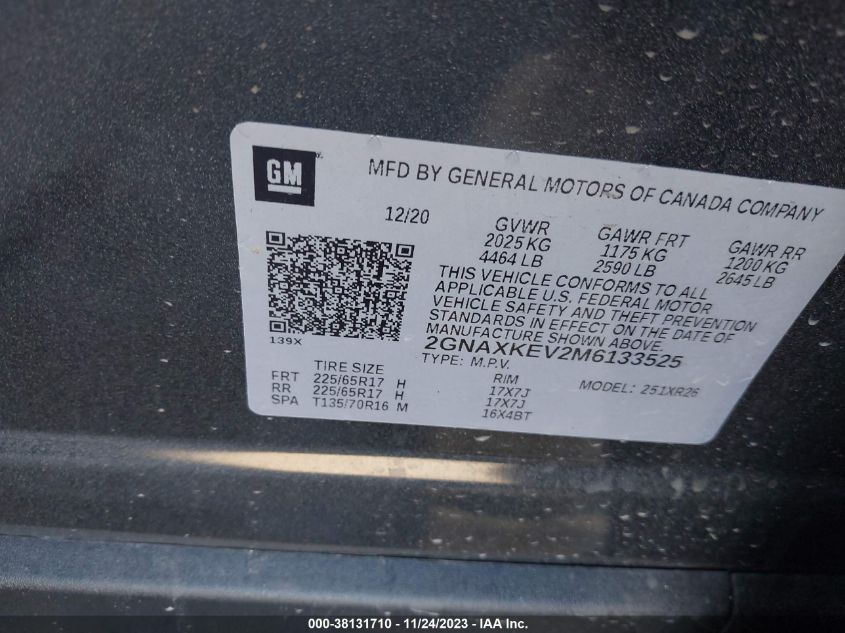 GM
MFD BY GENERAL MOTORS OF CANADA COMPANY
12/20
GVWR
2025 KG
4464 LB
GAWR FRT
1175 KG
2590 LB
GAWR RR
1200 KG
2645 LB
THIS VEHICLE CONFORMS TO ALL
APPLICABLE U.S. FEDERAL MOTOR
VEHICLE SAFETY AND THEFT PREVENTION
STANDARDS IN EFFECT ON THE DATE OF
MANUFACTURE SHOWN ABOVE.
2GNAXKEV2M6133525
TYPE: M.P.V.
MODEL: 251XR26
139X
TIRE SIZE RIM
FRT 225/65R17 H 17X7J
RR 225/65R17 H 17X7J
SPA T135/70R16 M 16X4BT
000-38131710 - 11/24/2023 - IAA Inc.